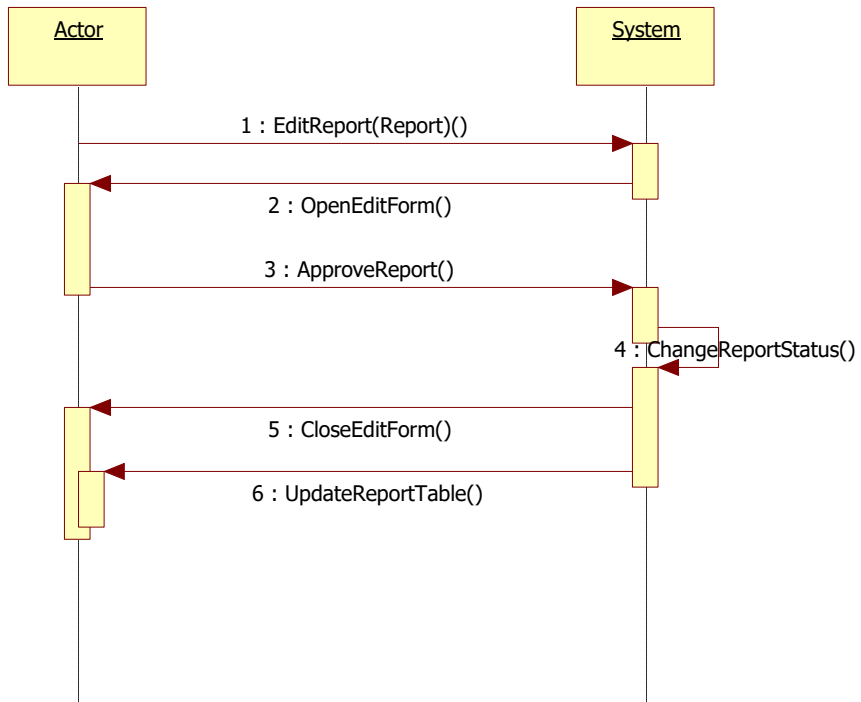 Actor
System
1 : EditReport(Report)()
2 : OpenEditForm()
3 : ApproveReport()
4 : ChangeReportStatus()
5 : CloseEditForm()
6 : UpdateReportTable()